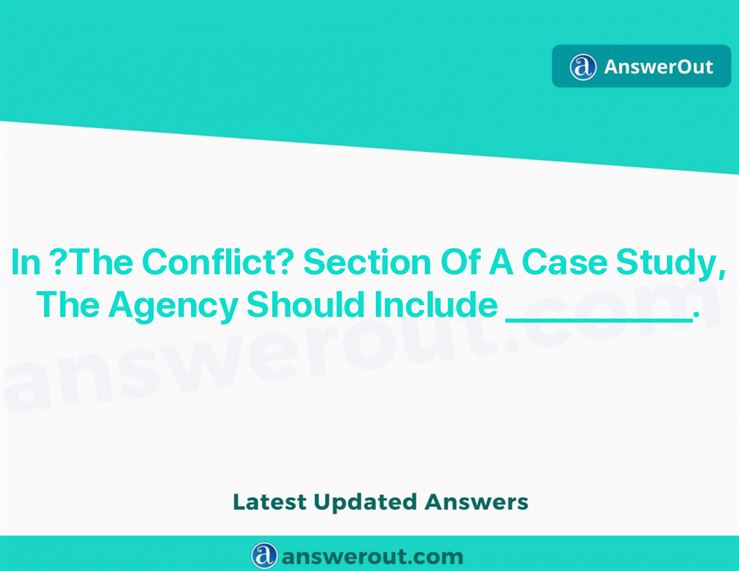 AnswerOut
In ?The Conflict? Section Of A Case Study,
The Agency Should Include ___________.
answerout.com
Latest Updated Answers
answerout.com